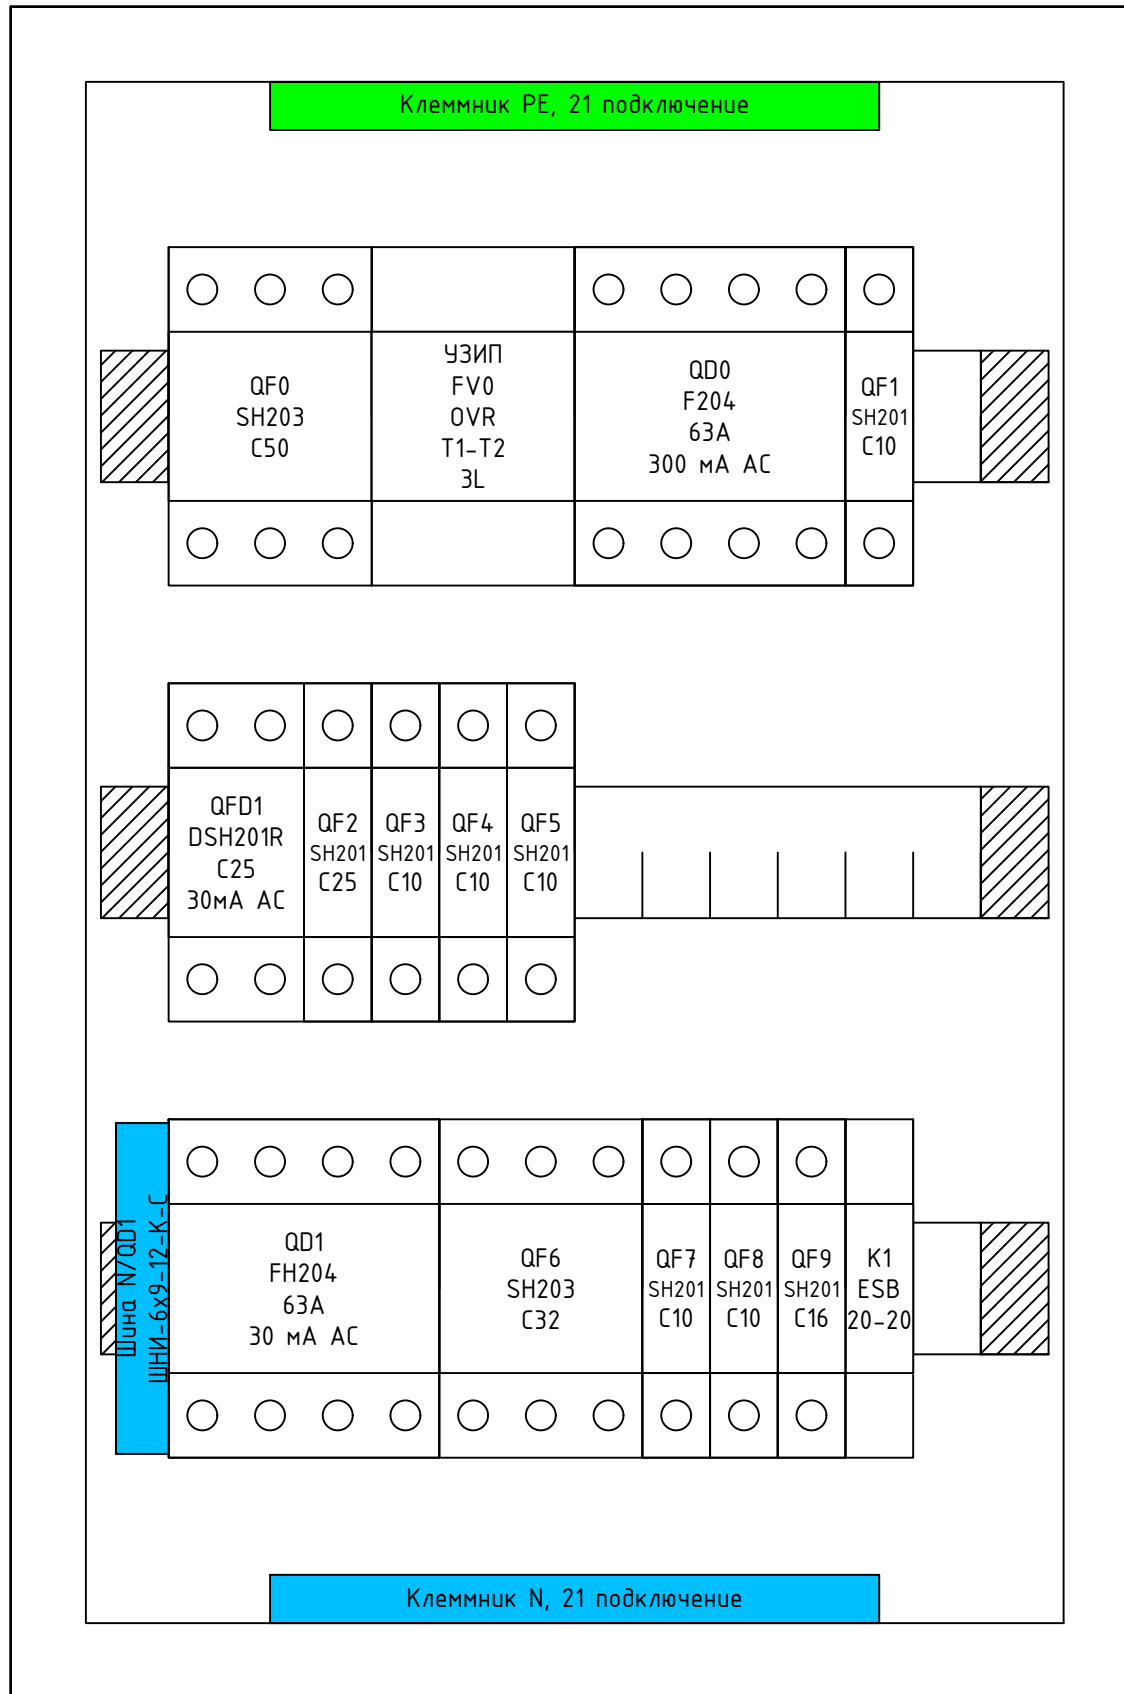 Клеммник PE, 21 подключение
QF0
SH203
C50
УЗИП
FV0
OVR
T1-T2
3L
QD0
F204
63A
300 мА AC
QF1
SH201
C10
QFD1
DSH201R
C25
30мА AC
QF2
SH201
C25
QF3
SH201
C10
QF4
SH201
C10
QF5
SH201
C10
Шина N/QD1
ШНИ-6х9-12-К-С
QD1
FH204
63A
30 мА AC
QF6
SH203
C32
QF7
SH201
C10
QF8
SH201
C10
QF9
SH201
C16
K1
ESB
20-20
Клеммник N, 21 подключение